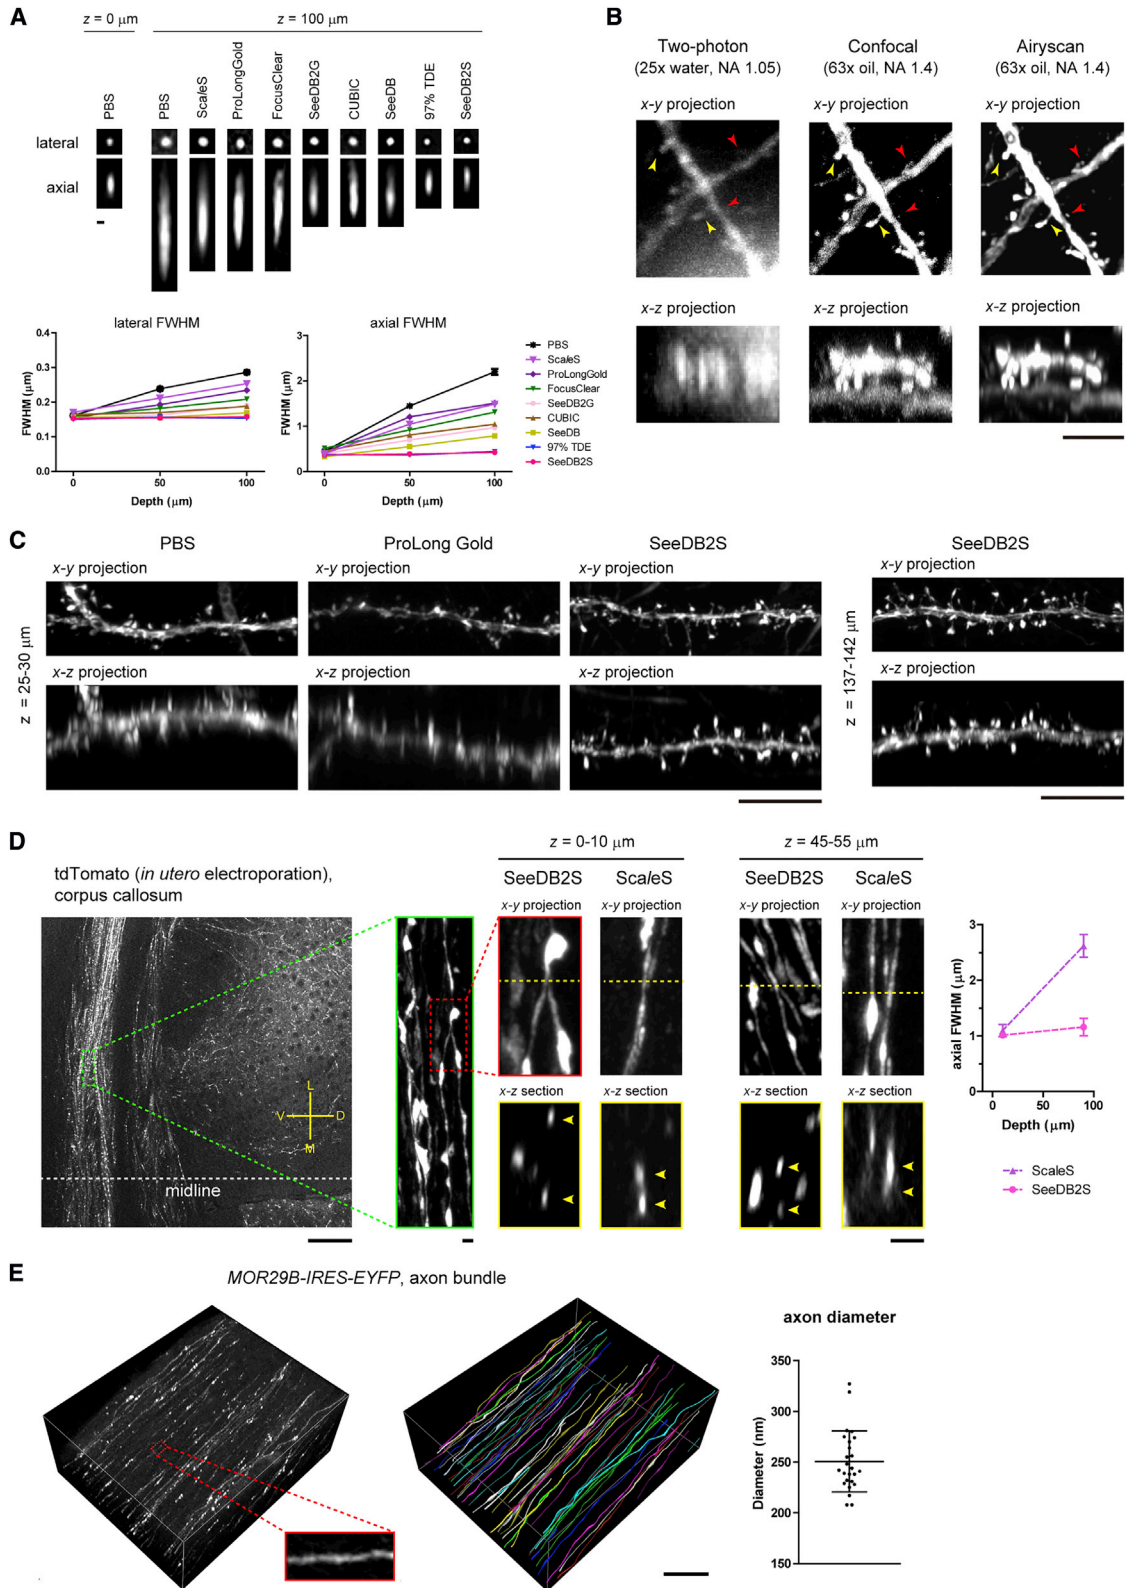 A
z = 0 μm
z = 100 μm
PBS
PBS
ScaleS
ProLongGold
FocusClear
SeeDB2G
CUBIC
SeeDB
97% TDE
SeeDB2S
lateral
axial
lateral FWHM
FWHM (μm)
0.4
0.3
0.2
0.1
0.0
0
50
100
Depth (μm)
axial FWHM
FWHM (μm)
3
2
1
0
0
50
100
Depth (μm)
PBS
ScaleS
ProLongGold
FocusClear
SeeDB2G
CUBIC
SeeDB
97% TDE
SeeDB2S
B
Two-photon
(25x water, NA 1.05)
Confocal
(63x oil, NA 1.4)
Airyscan
(63x oil, NA 1.4)
x-y projection
x-y projection
x-y projection
x-z projection
x-z projection
x-z projection
C
PBS
ProLong Gold
SeeDB2S
SeeDB2S
z = 25-30 μm
x-y projection
x-y projection
x-y projection
x-z projection
x-z projection
x-z projection
z = 137-142 μm
x-y projection
x-z projection
D
tdTomato (in utero electroporation),
corpus callosum
L
V
D
M
midline
z = 0-10 μm
SeeDB2S
ScaleS
x-y projection
x-y projection
x-z section
x-z section
z = 45-55 μm
SeeDB2S
ScaleS
x-y projection
x-y projection
x-z section
x-z section
axial FWHM (μm)
3
2
1
0
0
50
100
Depth (μm)
ScaleS
SeeDB2S
E
MOR29B-IRES-EYFP, axon bundle
axon diameter
Diameter (nm)
350
300
250
200
150